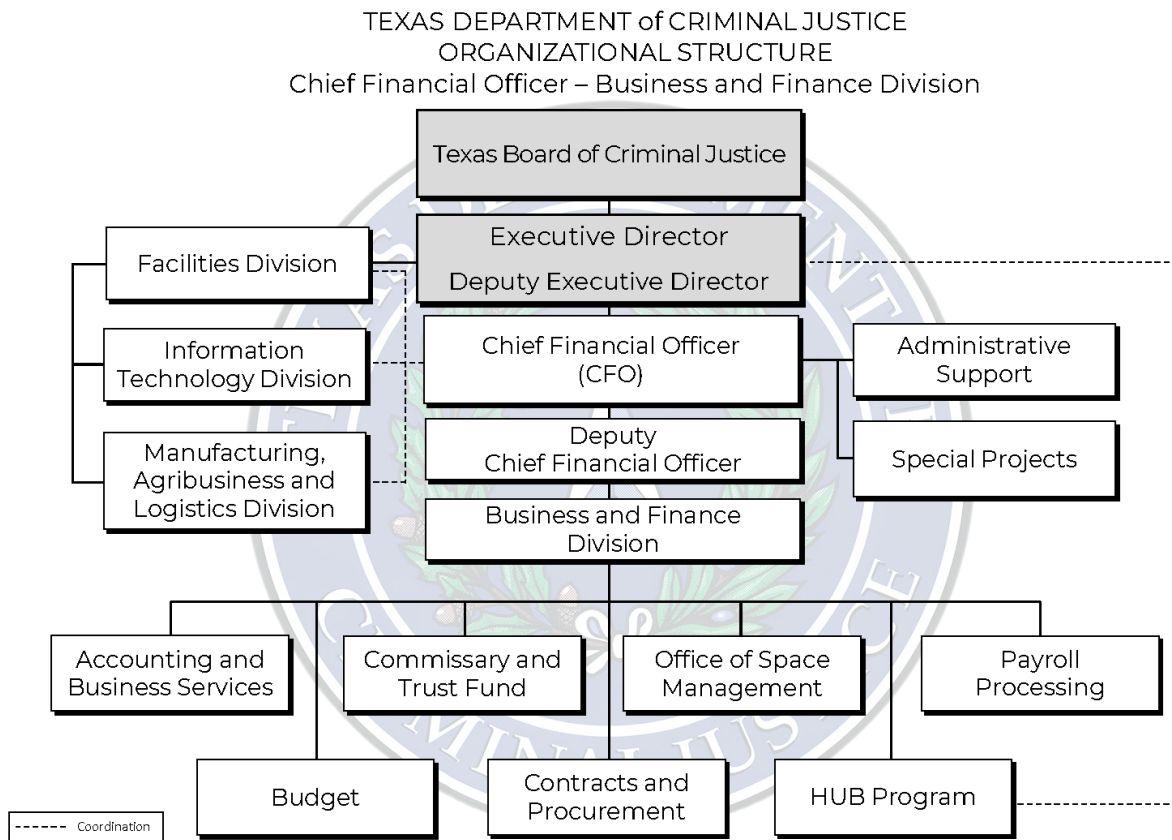 TEXAS DEPARTMENT of CRIMINAL JUSTICE
ORGANIZATIONAL STRUCTURE
Chief Financial Officer – Business and Finance Division
Texas Board of Criminal Justice
Executive Director
Deputy Executive Director
Facilities Division
Information
Technology Division
Manufacturing,
Agribusiness and
Logistics Division
Chief Financial Officer
(CFO)
Administrative
Support
Deputy
Chief Financial Officer
Special Projects
Business and Finance
Division
Accounting and
Business Services
Commissary and
Trust Fund
Office of Space
Management
Payroll
Processing
Budget
Contracts and
Procurement
HUB Program
Coordination
CRIMINAL JUSTICE